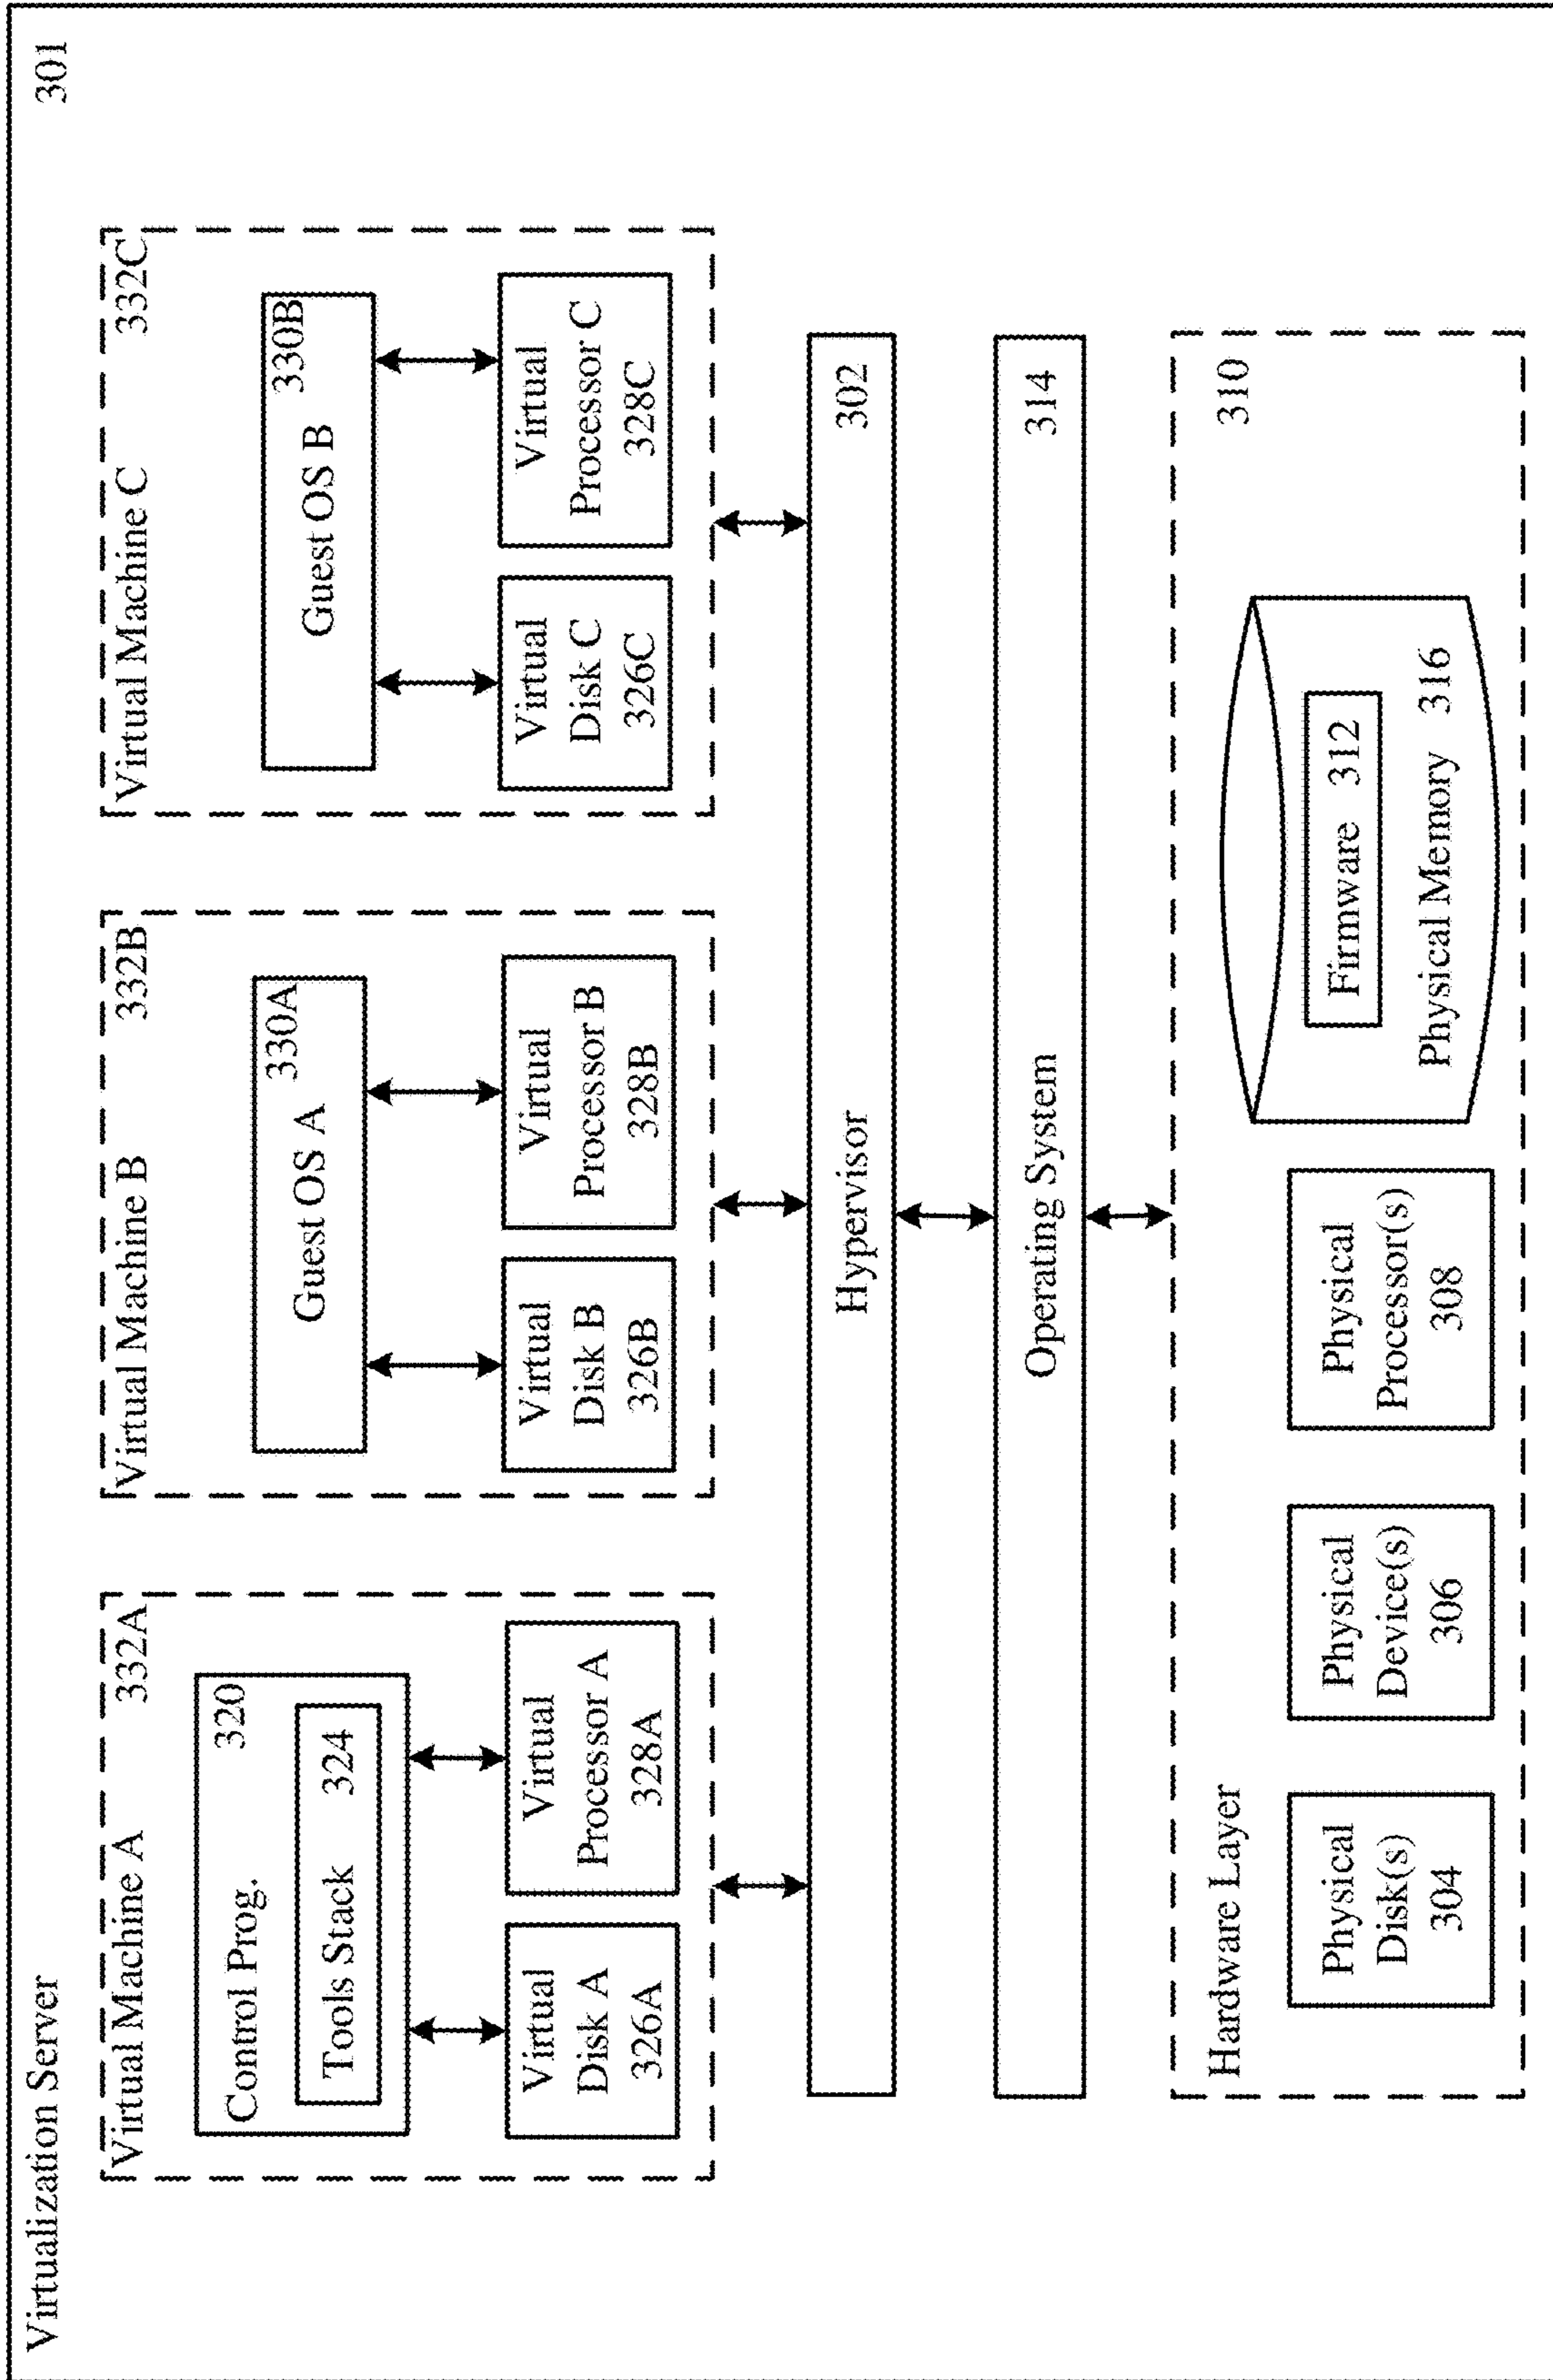 Virtualization Server 301
Virtual Machine A 332A
Control Prog. 320
Tools Stack 324
Virtual
Disk A
326A
Virtual
Processor A
328A
Virtual Machine B 332B
330A
Guest OS A
Virtual
Disk B
326B
Virtual
Processor B
328B
Virtual Machine C 332C
330B
Guest OS B
Virtual
Disk C
326C
Virtual
Processor C
328C
Hypervisor 302
Operating System 314
Hardware Layer 310
Physical
Disk(s)
304
Physical
Device(s)
306
Physical
Processor(s)
308
Firmware 312
Physical Memory 316